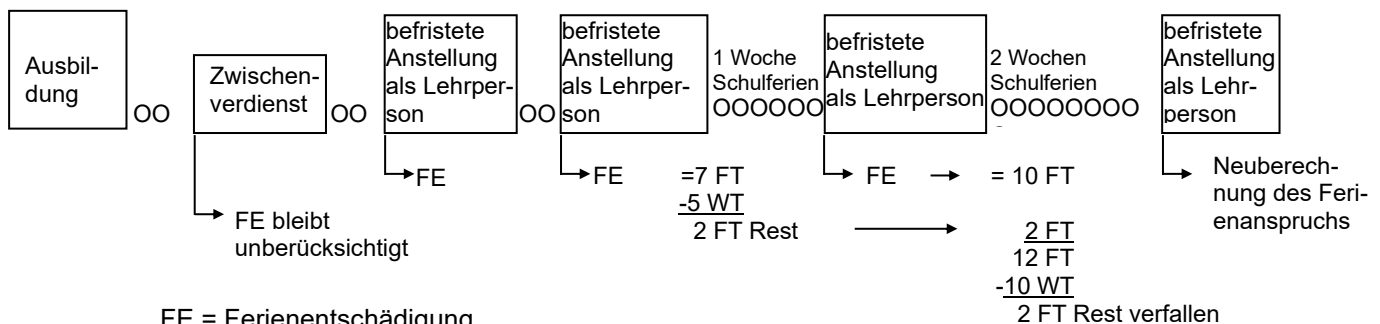 Ausbil-
dung
OO
Zwischen-
verdienst
OO
befristete
Anstellung
als Lehrper-
son
OO
befristete
Anstellung
als Lehrper-
son
1 Woche
Schulferien
OOOOOO
befristete
Anstellung
als Lehrperson
2 Wochen
Schulferien
OOOOOOOO
befristete
Anstellung
als Lehr-
person
FE bleibt
unberücksichtigt
FE
FE
=7 FT
-5 WT
2 FT Rest
FE
= 10 FT
2 FT
12 FT
-10 WT
2 FT Rest verfallen
Neuberech-
nung des Feri-
enanspruchs
FE = Ferienentschädigung